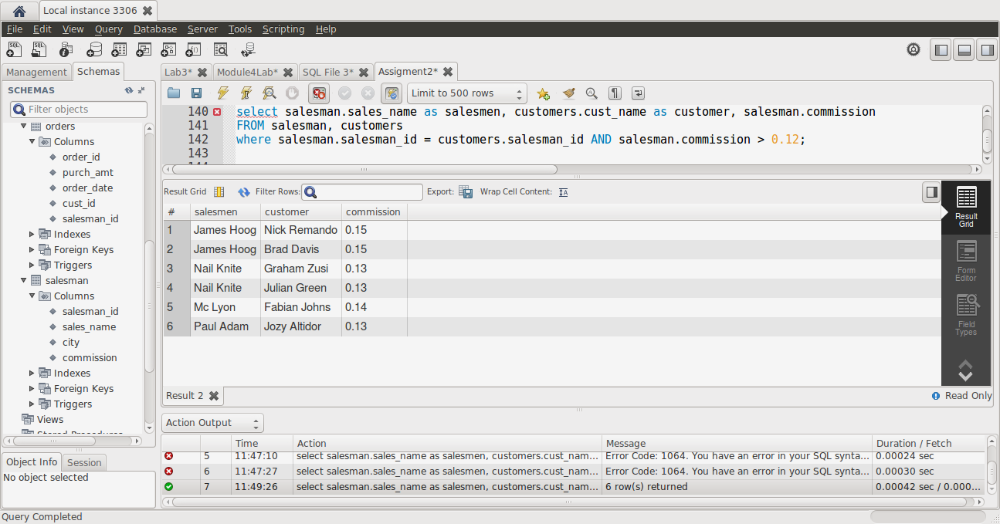 Local instance 3306
File Edit View Query Database Server Tools Scripting Help
SQL SQL
Management Schemas Lab3* Module4Lab* SQL File 3* Assigment2*
SCHEMAS
Filter objects
Limit to 500 rows
orders
Columns
order_id
purch_amt
order_date
cust_id
salesman_id
Indexes
Foreign Keys
Triggers
salesman
Columns
salesman_id
sales_name
city
commission
Indexes
Foreign Keys
Triggers
Views
Stored Procedures
Object Info Session
No object selected
140 select salesman.sales_name as salesmen, customers.cust_name as customer, salesman.commission
141 FROM salesman, customers
142 where salesman.salesman_id = customers.salesman_id AND salesman.commission > 0.12;
143
144
Result Grid Filter Rows: Export: Wrap Cell Content:
# salesmen customer commission
1 James Hoog Nick Remando 0.15
2 James Hoog Brad Davis 0.15
3 Nail Knite Graham Zusi 0.13
4 Nail Knite Julian Green 0.13
5 Mc Lyon Fabian Johns 0.14
6 Paul Adam Jozy Altidor 0.13
Result
Grid
Form
Editor
Field
Types
Result 2
Read Only
Action Output
Time Action Message Duration / Fetch
5 11:47:10 select salesman.sales_name as salesmen, customers.cust_nam... Error Code: 1064. You have an error in your SQL synta... 0.00024 sec
6 11:47:27 select salesman.sales_name as salesmen, customers.cust_nam... Error Code: 1064. You have an error in your SQL synta... 0.00030 sec
7 11:49:26 select salesman.sales_name as salesmen, customers.cust_nam... 6 row(s) returned 0.00042 sec / 0.000...
Query Completed